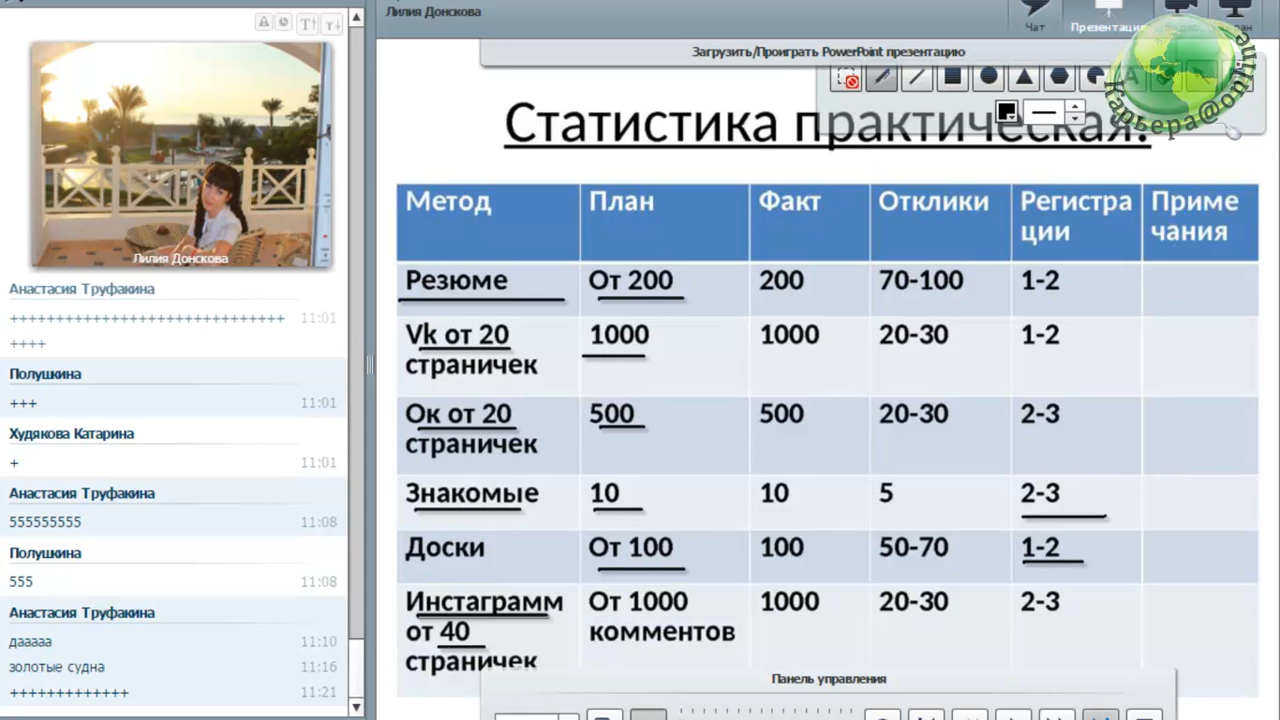 Лилия Донскова
Чат
Презентация
Загрузить/Проиграть PowerPoint презентацию
Карьера@online
Лилия Донскова
Анастасия Труфакина
++++++++++++++++++++++++++++++ 11:01
++++
Полушкина
+++ 11:01
Худякова Катарина
+ 11:01
Анастасия Труфакина
555555555 11:08
Полушкина
555 11:08
Анастасия Труфакина
дааааа 11:10
золотые судна 11:16
+++++++++++++ 11:21
Статистика практическая:
Метод План Факт Отклики Регистра Приме
ции чания
Резюме От 200 200 70-100 1-2
Vk от 20 1000 1000 20-30 1-2
страничек
Ок от 20 500 500 20-30 2-3
страничек
Знакомые 10 10 5 2-3
Доски От 100 100 50-70 1-2
Инстаграмм От 1000 1000 20-30 2-3
от 40 комментов
страничек
Панель управления